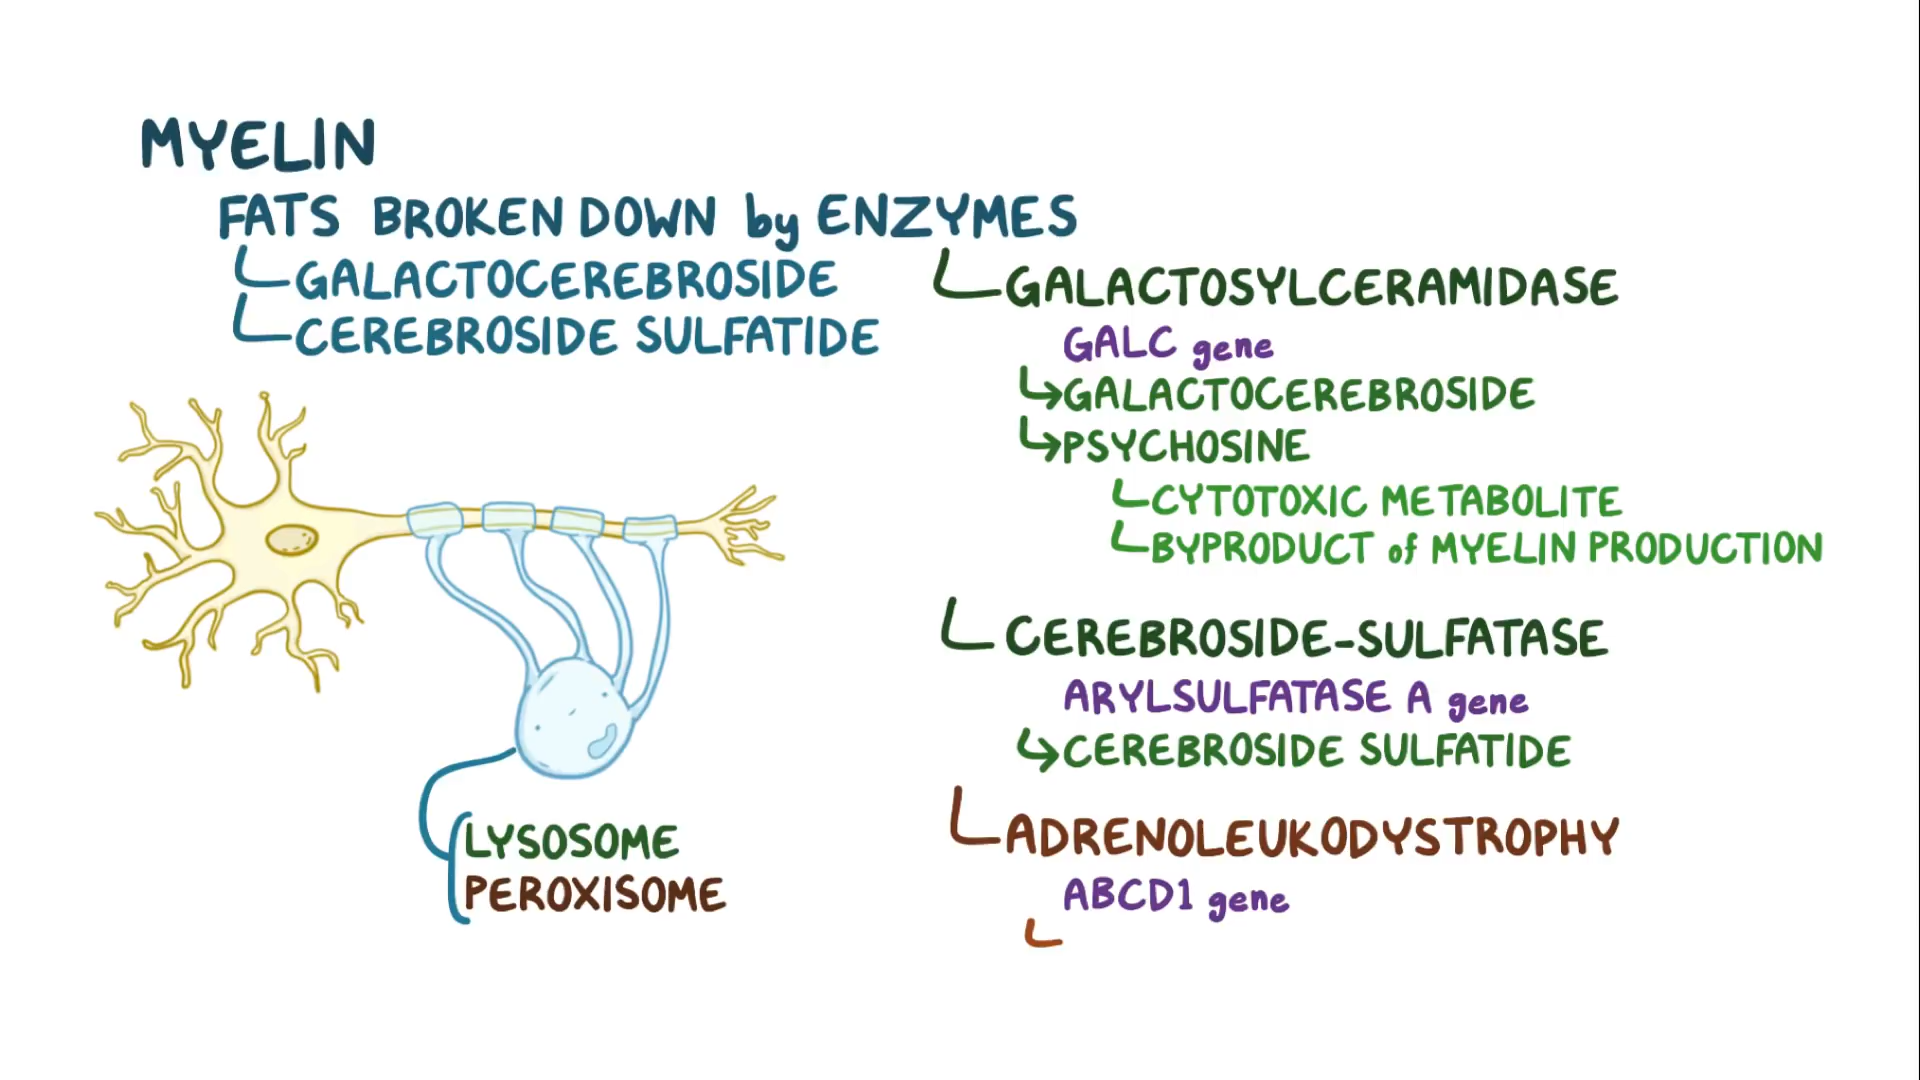 MYELIN
FATS BROKEN DOWN by ENZYMES
GALACTOCEREBROSIDE
CEREBROSIDE SULFATIDE
GALACTOSYLCERAMIDASE
GALC gene
GALACTOCEREBROSIDE
PSYCHOSINE
CYTOTOXIC METABOLITE
BYPRODUCT of MYELIN PRODUCTION
CEREBROSIDE-SULFATASE
ARYLSULFATASE A gene
CEREBROSIDE SULFATIDE
ADRENOLEUKODYSTROPHY
ABCD1 gene
LYSOSOME
PEROXISOME